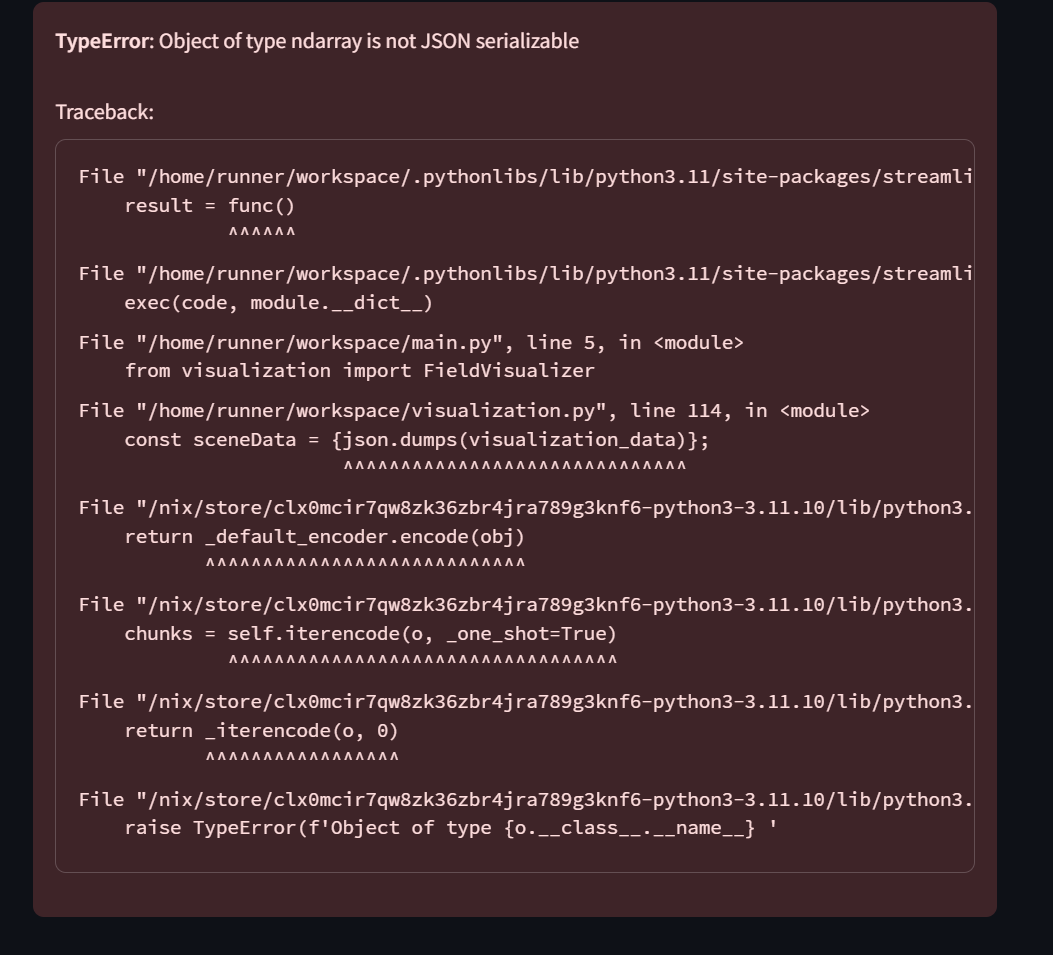 TypeError: Object of type ndarray is not JSON serializable
Traceback:
File "/home/runner/workspace/.pythonlibs/lib/python3.11/site-packages/streamli
    result = func()
             ^^^^^^
File "/home/runner/workspace/.pythonlibs/lib/python3.11/site-packages/streamli
    exec(code, module.__dict__)
File "/home/runner/workspace/main.py", line 5, in <module>
    from visualization import FieldVisualizer
File "/home/runner/workspace/visualization.py", line 114, in <module>
    const sceneData = {json.dumps(visualization_data)};
                       ^^^^^^^^^^^^^^^^^^^^^^^^^^^^^^
File "/nix/store/clx0mcir7qw8zk36zbr4jra789g3knf6-python3-3.11.10/lib/python3.
    return _default_encoder.encode(obj)
           ^^^^^^^^^^^^^^^^^^^^^^^^^^^^
File "/nix/store/clx0mcir7qw8zk36zbr4jra789g3knf6-python3-3.11.10/lib/python3.
    chunks = self.iterencode(o, _one_shot=True)
             ^^^^^^^^^^^^^^^^^^^^^^^^^^^^^^^^^^
File "/nix/store/clx0mcir7qw8zk36zbr4jra789g3knf6-python3-3.11.10/lib/python3.
    return _iterencode(o, 0)
           ^^^^^^^^^^^^^^^^^
File "/nix/store/clx0mcir7qw8zk36zbr4jra789g3knf6-python3-3.11.10/lib/python3.
    raise TypeError(f'Object of type {o.__class__.__name__} '